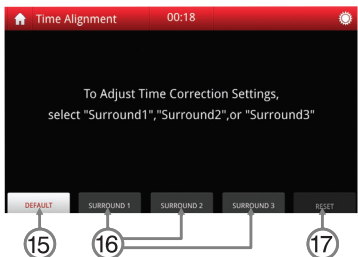 Time Alignment 00:18
To Adjust Time Correction Settings,
select "Surround1","Surround2",or "Surround3"
DEFAULT SURROUND 1 SURROUND 2 SURROUND 3 RESET
15 16 17